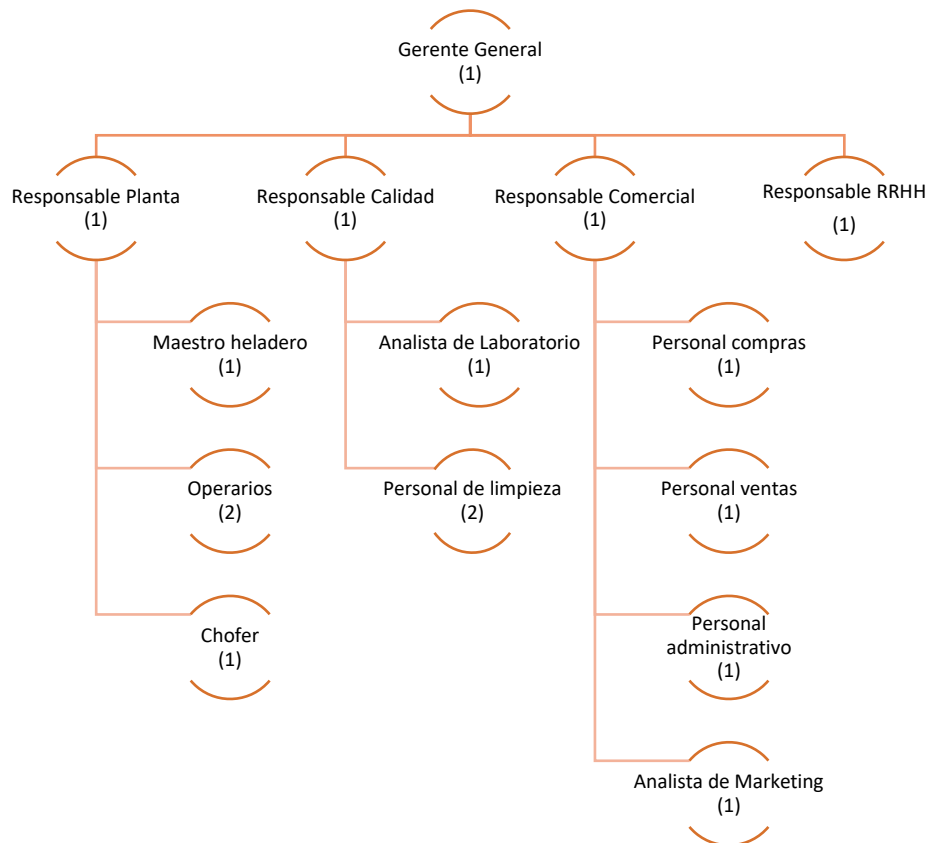 Gerente General
(1)
Responsable Planta
(1)
Responsable Calidad
(1)
Responsable Comercial
(1)
Responsable RRHH
(1)
Maestro heladero
(1)
Analista de Laboratorio
(1)
Personal compras
(1)
Operarios
(2)
Personal de limpieza
(2)
Personal ventas
(1)
Chofer
(1)
Personal
administrativo
(1)
Analista de Marketing
(1)